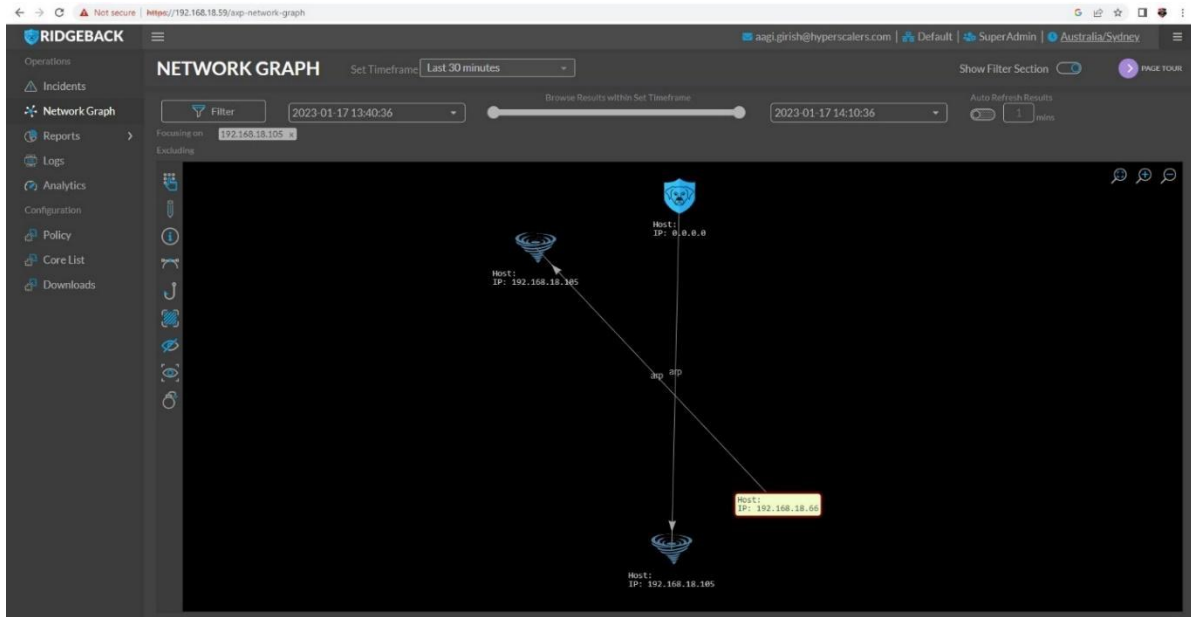 Not secure | https://192.168.18.59/axp-network-graph
RIDGEBACK
aagi.girish@hyperscalers.com | Default | SuperAdmin | Australia/Sydney
Operations
Incidents
Network Graph
Reports
Logs
Analytics
Configuration
Policy
Core List
Downloads
NETWORK GRAPH
Set Timeframe Last 30 minutes
Show Filter Section
PAGE TOUR
Filter
2023-01-17 13:40:36
Browse Results within Set Timeframe
2023-01-17 14:10:36
Auto Refresh Results
1 mins
Focusing on 192.168.18.105 x
Excluding
Host:
IP: 0.0.0.0
Host:
IP: 192.168.18.105
arp
arp
Host:
IP: 192.168.18.66
Host:
IP: 192.168.18.105